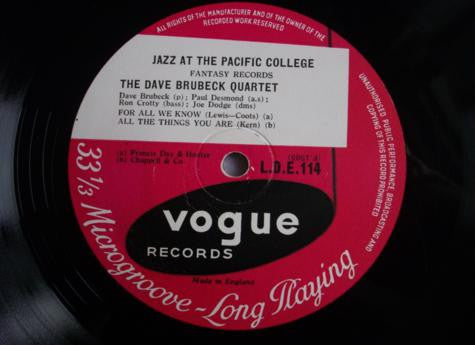 ALL RIGHTS OF THE MANUFACTURER AND OF THE OWNER OF THE RECORDED WORK RESERVED
JAZZ AT THE PACIFIC COLLEGE
FANTASY RECORDS
THE DAVE BRUBECK QUARTET
Dave Brubeck (p) ; Paul Desmond (a.s) ;
Ron Crotty (bass) ; Joe Dodge (dms)
FOR ALL WE KNOW (Lewis—Coots) (a)
ALL THE THINGS YOU ARE (Kern) (b)
(a) Francis Day & Hunter
(b) Chappell & Co.
L.D.E.114
UNAUTHORISED PUBLIC PERFORMANCE, BROADCASTING AND COPYING OF THIS RECORD PROHIBITED
vogue
RECORDS
Made in England
33 1/3 Microgroove - Long Playing